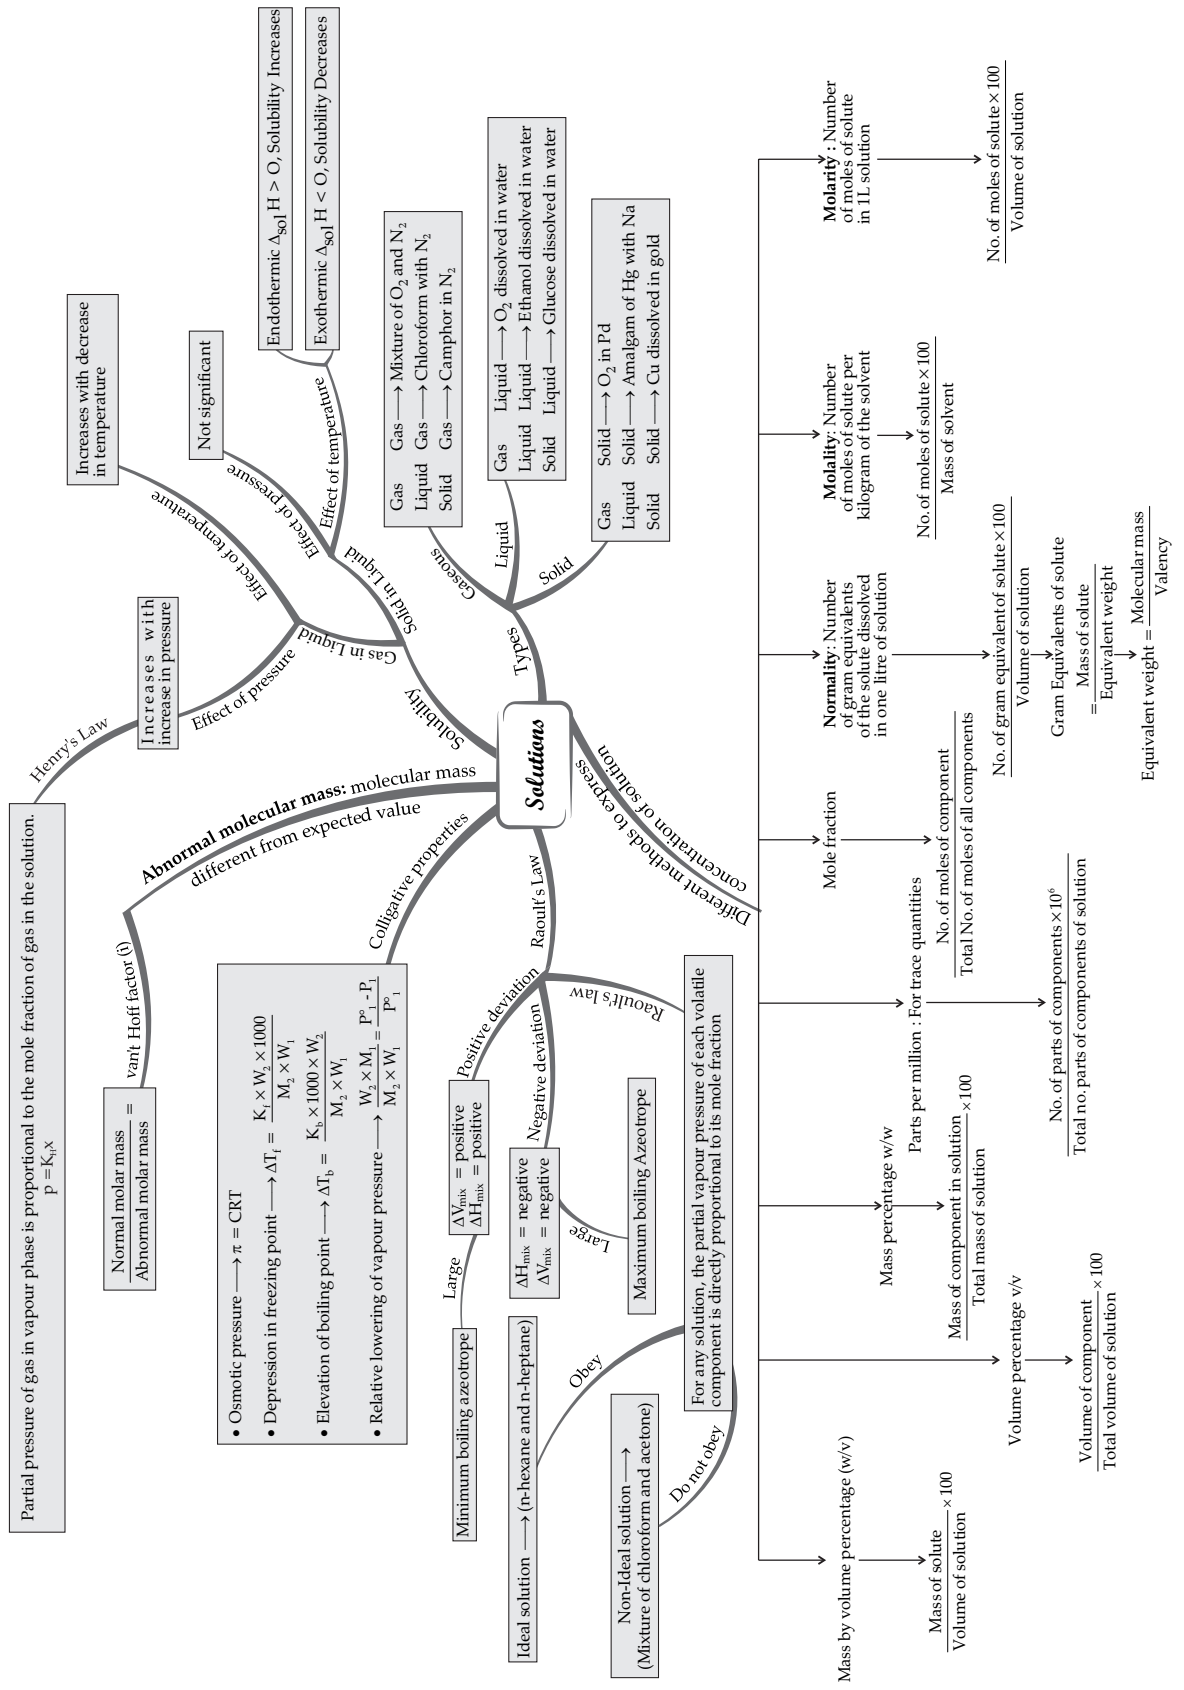 Solutions
Types
Gaseous
Gas Gas ⟶ Mixture of O₂ and N₂
Liquid Gas ⟶ Chloroform with N₂
Solid Gas ⟶ Camphor in N₂
Liquid
Gas Liquid ⟶ O₂ dissolved in water
Liquid Liquid ⟶ Ethanol dissolved in water
Solid Liquid ⟶ Glucose dissolved in water
Solid
Gas Solid ⟶ O₂ in Pd
Liquid Solid ⟶ Amalgam of Hg with Na
Solid Solid ⟶ Cu dissolved in gold
Solubility
Solid in Liquid
Effect of temperature
Endothermic Δsol H > O, Solubility Increases
Exothermic Δsol H < O, Solubility Decreases
Effect of pressure
Not significant
Gas in Liquid
Effect of temperature
Increases with decrease
in temperature
Effect of pressure
Increases with
increase in pressure
Henry's Law
Partial pressure of gas in vapour phase is proportional to the mole fraction of gas in the solution.
p = K_H x
Abnormal molecular mass: molecular mass
different from expected value
van't Hoff factor (i)
Normal molar mass =
Abnormal molar mass
Colligative properties
• Osmotic pressure ⟶ π = CRT
• Depression in freezing point ⟶ ΔT_f = K_f × W₂ × 1000
M₂ × W₁
• Elevation of boiling point ⟶ ΔT_b = K_b × 1000 × W₂
M₂ × W₁
• Relative lowering of vapour pressure ⟶ W₂ × M₁ = P°₁ - P₁
M₂ × W₁ P°₁
Raoult's Law
Positive deviation
ΔVmix = positive
ΔHmix = positive
Large
Minimum boiling azeotrope
Negative deviation
ΔHmix = negative
ΔVmix = negative
Large
Maximum boiling Azeotrope
Raoult's law
For any solution, the partial vapour pressure of each volatile
component is directly proportional to its mole fraction
Obey
Ideal solution ⟶ (n-hexane and n-heptane)
Do not obey
Non-Ideal solution ⟶
(Mixture of chloroform and acetone)
Different methods to express
concentration of solution
Mass by volume percentage (w/v)
Mass of solute ×100
Volume of solution
Volume percentage v/v
Volume of component ×100
Total volume of solution
Mass percentage w/w
Mass of component in solution ×100
Total mass of solution
Parts per million : For trace quantities
No. of parts of components ×10⁶
Total no. parts of components of solution
Mole fraction
No. of moles of component
Total No. of moles of all components
Normality: Number
of gram equivalents
of the solute dissolved
in one litre of solution
No. of gram equivalent of solute ×100
Volume of solution
Gram Equivalents of solute
= Mass of solute
Equivalent weight
Equivalent weight = Molecular mass
Valency
Molality: Number
of moles of solute per
kilogram of the solvent
No. of moles of solute ×100
Mass of solvent
Molarity : Number
of moles of solute
in 1L solution
No. of moles of solute ×100
Volume of solution